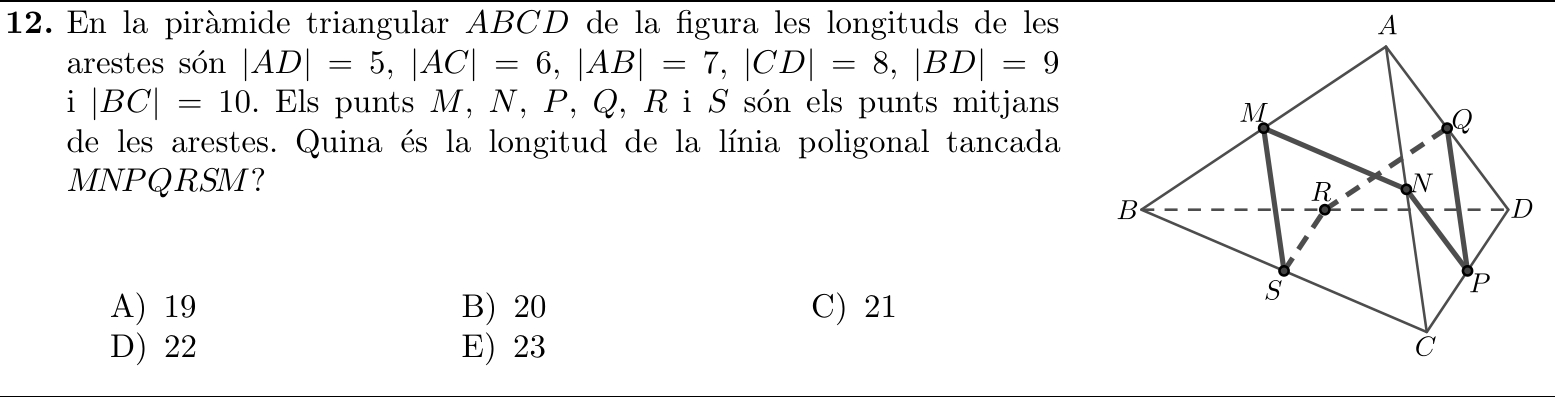 12. En la piràmide triangular ABCD de la figura les longituds de les
arestes són |AD| = 5, |AC| = 6, |AB| = 7, |CD| = 8, |BD| = 9
i |BC| = 10. Els punts M, N, P, Q, R i S són els punts mitjans
de les arestes. Quina és la longitud de la línia poligonal tancada
MNPQRSM?
A) 19 B) 20 C) 21
D) 22 E) 23
A
M
Q
N
R
B
D
S
P
C